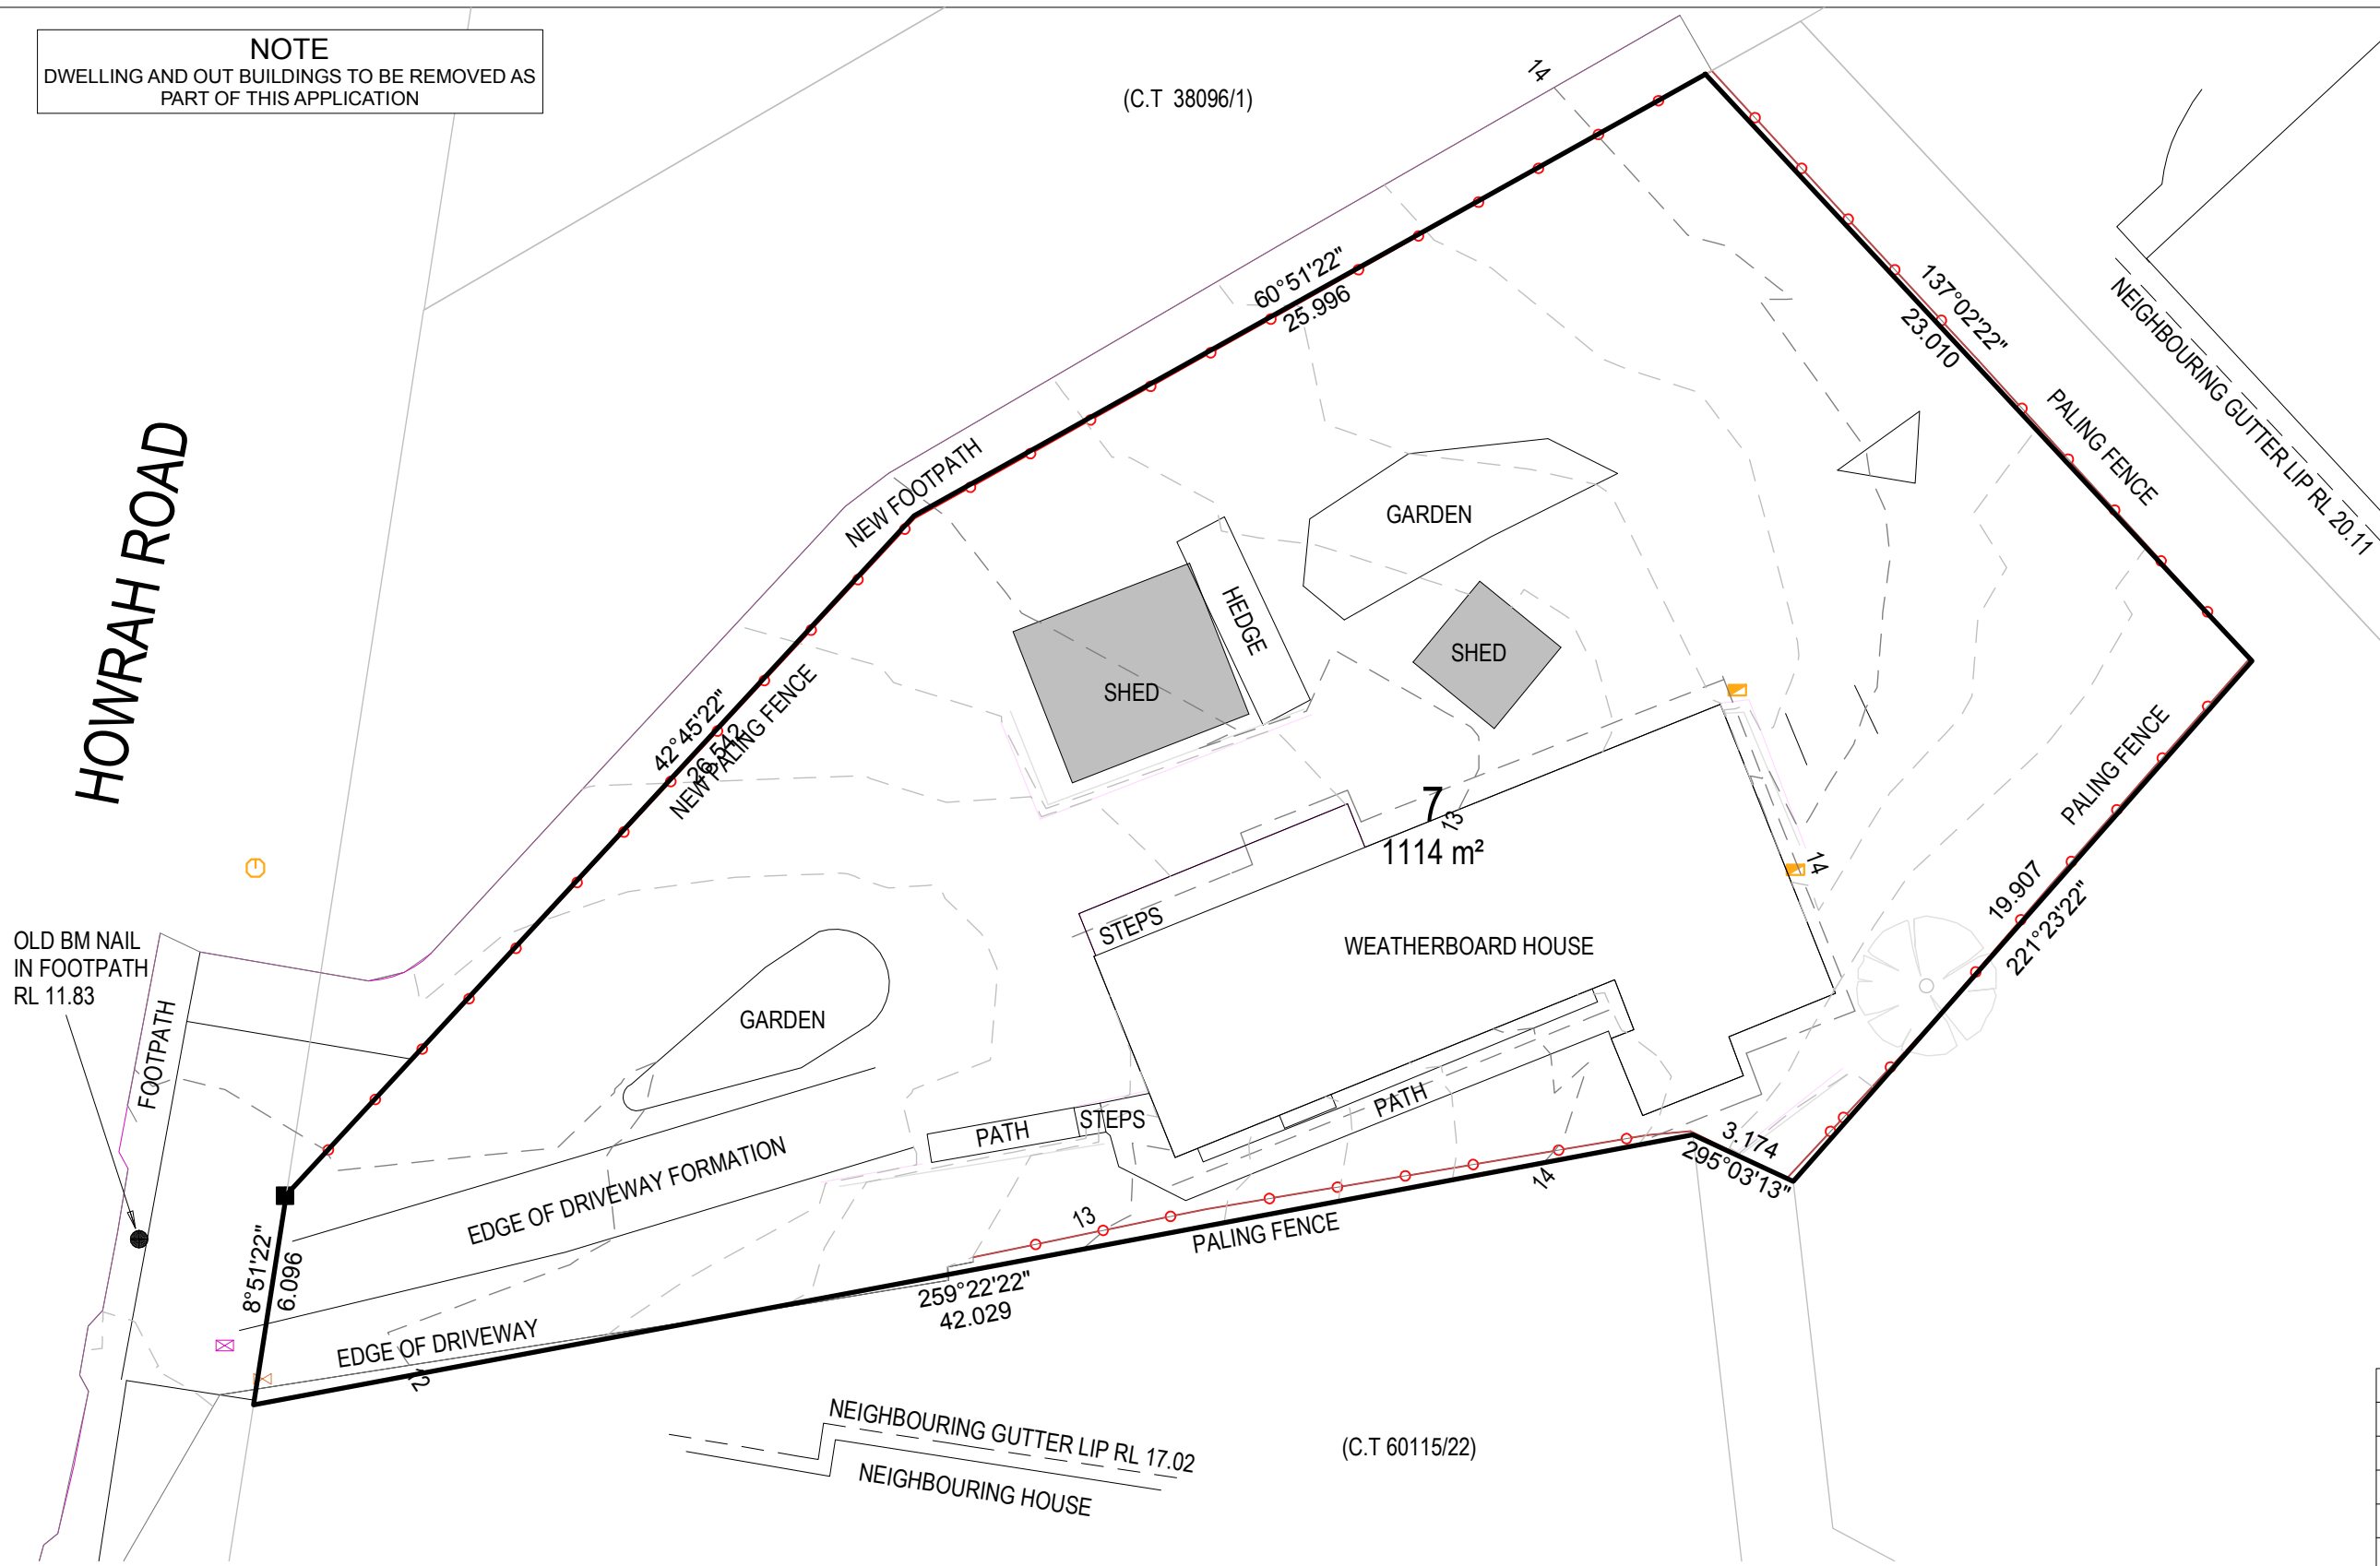 NOTE
DWELLING AND OUT BUILDINGS TO BE REMOVED AS
PART OF THIS APPLICATION
(C.T 38096/1)
14
60°51'22"
25.996
137°02'22"
23.010
PALING FENCE
NEIGHBOURING GUTTER LIP RL 20.11
HOWRAH ROAD
NEW FOOTPATH
GARDEN
HEDGE
SHED
SHED
42°45'22"
26.542
NEW PALING FENCE
7
13
1114 m²
14
PALING FENCE
19.907
221°23'22"
STEPS
WEATHERBOARD HOUSE
OLD BM NAIL
IN FOOTPATH
RL 11.83
FOOTPATH
GARDEN
PATH
STEPS
PATH
3.174
295°03'13"
14
EDGE OF DRIVEWAY FORMATION
13
PALING FENCE
8°51'22"
6.096
259°22'22"
42.029
EDGE OF DRIVEWAY
12
NEIGHBOURING GUTTER LIP RL 17.02
NEIGHBOURING HOUSE
(C.T 60115/22)